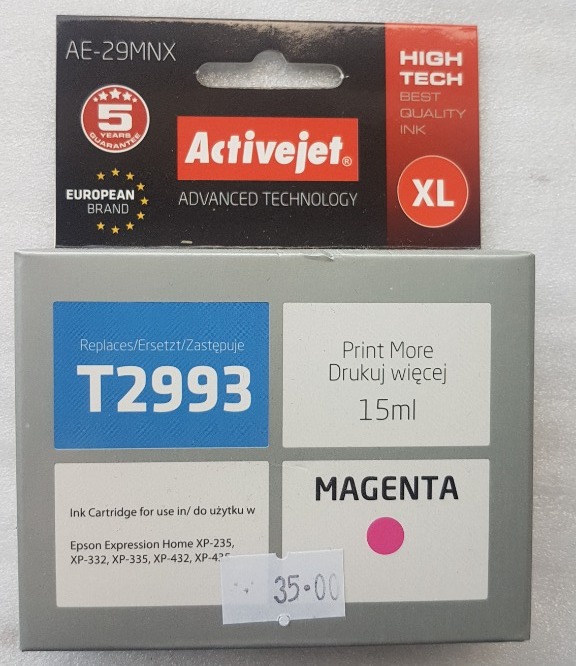 AE-29MNX
HIGH
TECH
BEST
QUALITY
INK
5
YEARS
GUARANTEE
Activejet®
EUROPEAN
BRAND
ADVANCED TECHNOLOGY
XL
Replaces/Ersetzt/Zastępuje
T2993
Print More
Drukuj więcej
15ml
Ink Cartridge for use in/ do użytku w
Epson Expression Home XP-235,
XP-332, XP-335, XP-432,
MAGENTA
35.00